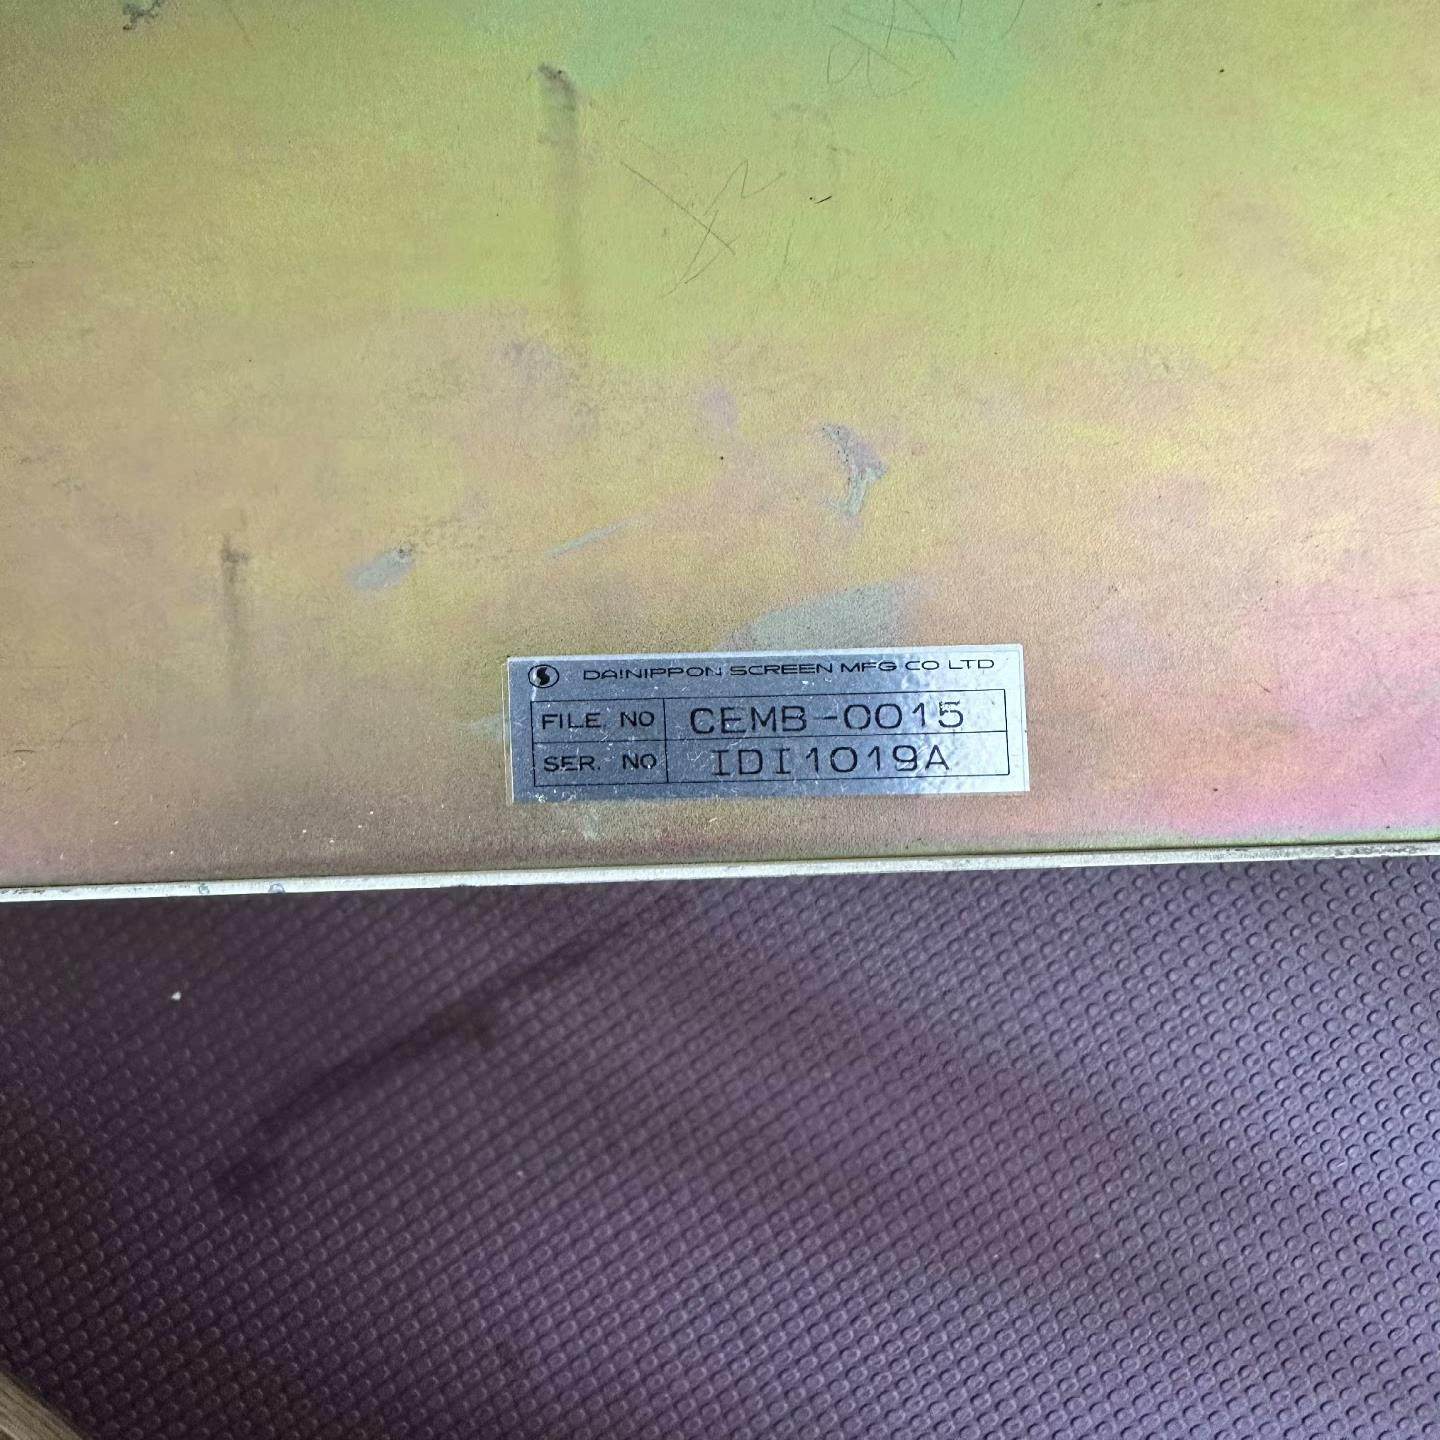 DAINIPPON SCREEN MFG CO LTD
FILE. NO CEMB-0015
SER. NO IDI1019A